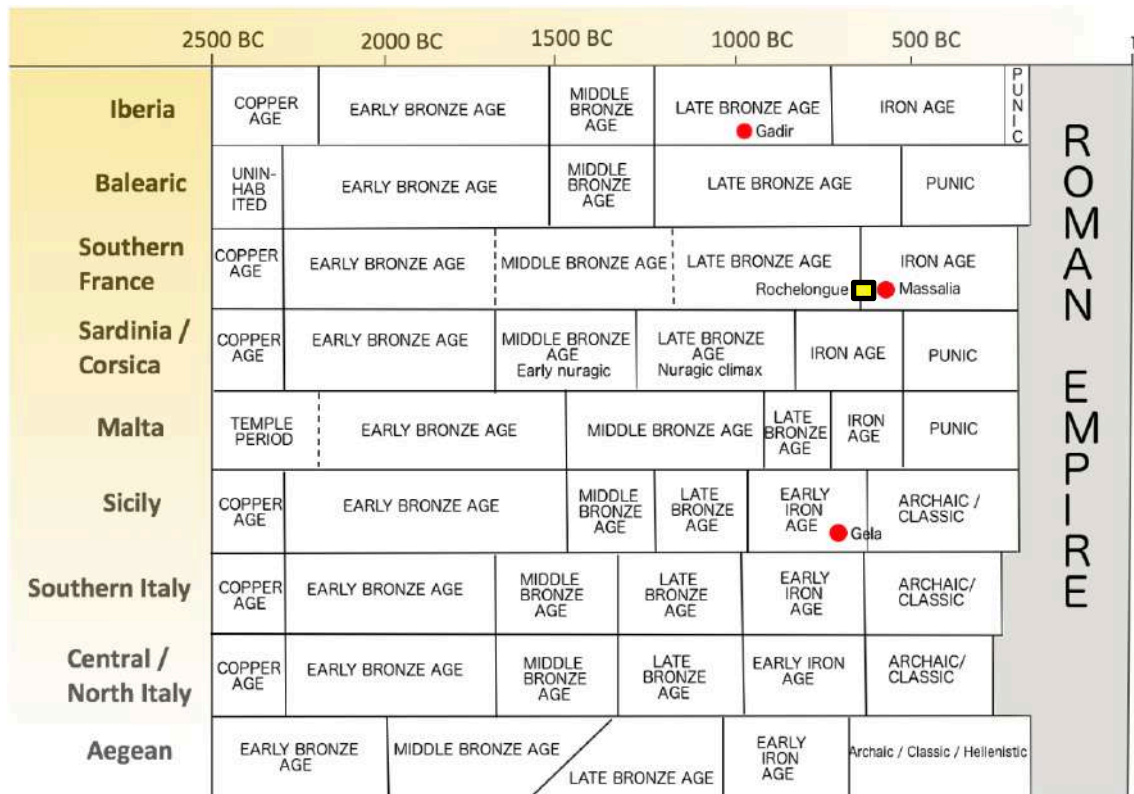 2500 BC 2000 BC 1500 BC 1000 BC 500 BC 1
Iberia
COPPER
AGE
EARLY BRONZE AGE
MIDDLE
BRONZE
AGE
LATE BRONZE AGE
Gadir
IRON AGE
PUNIC
Balearic
UNIN-
HAB
ITED
EARLY BRONZE AGE
MIDDLE
BRONZE
AGE
LATE BRONZE AGE
PUNIC
Southern
France
COPPER
AGE
EARLY BRONZE AGE
MIDDLE BRONZE AGE
LATE BRONZE AGE
Rochelongue
IRON AGE
Massalia
Sardinia /
Corsica
COPPER
AGE
EARLY BRONZE AGE
MIDDLE BRONZE
AGE
Early nuragic
LATE BRONZE
AGE
Nuragic climax
IRON AGE
PUNIC
Malta
TEMPLE
PERIOD
EARLY BRONZE AGE
MIDDLE BRONZE AGE
LATE
BRONZE
AGE
IRON
AGE
PUNIC
Sicily
COPPER
AGE
EARLY BRONZE AGE
MIDDLE
BRONZE
AGE
LATE
BRONZE
AGE
EARLY
IRON
AGE
Gela
ARCHAIC /
CLASSIC
Southern Italy
COPPER
AGE
EARLY BRONZE AGE
MIDDLE
BRONZE
AGE
LATE
BRONZE
AGE
EARLY
IRON
AGE
ARCHAIC/
CLASSIC
Central /
North Italy
COPPER
AGE
EARLY BRONZE AGE
MIDDLE
BRONZE
AGE
LATE
BRONZE
AGE
EARLY IRON
AGE
ARCHAIC/
CLASSIC
Aegean
EARLY BRONZE
AGE
MIDDLE BRONZE AGE
LATE BRONZE AGE
EARLY
IRON
AGE
Archaic / Classic / Hellenistic
ROMAN EMPIRE